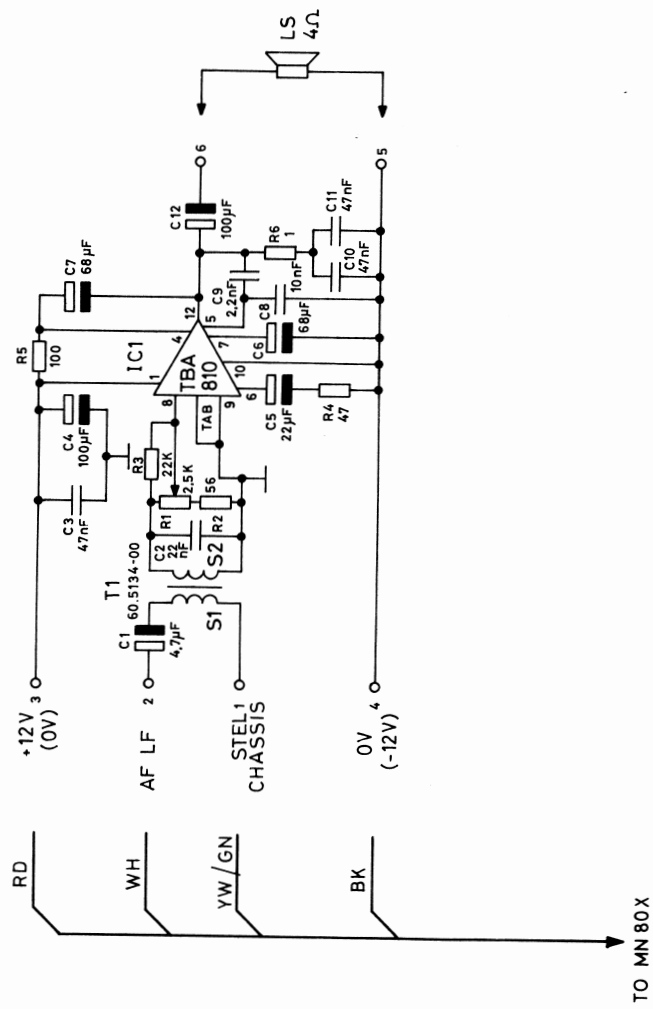 RD
WH
YW/GN
BK
TO MN 80X
+12V
(0V)
3
AF LF
2
STEL
CHASSIS
1
0V
(-12V)
4
C3
47nF
C4
100µF
R5
100
C7
68µF
C1
4,7µF
T1
60.5134-00
S1
S2
C2
22
nF
R1
2,5K
R2
56
R3
22K
IC1
TBA
810
TAB
1
4
12
5
7
10
6
9
8
C5
22µF
R4
47
C6
68µF
C8
10nF
C9
2,2nF
R6
1
C10
47nF
C11
47nF
C12
100µF
6
5
LS
4Ω